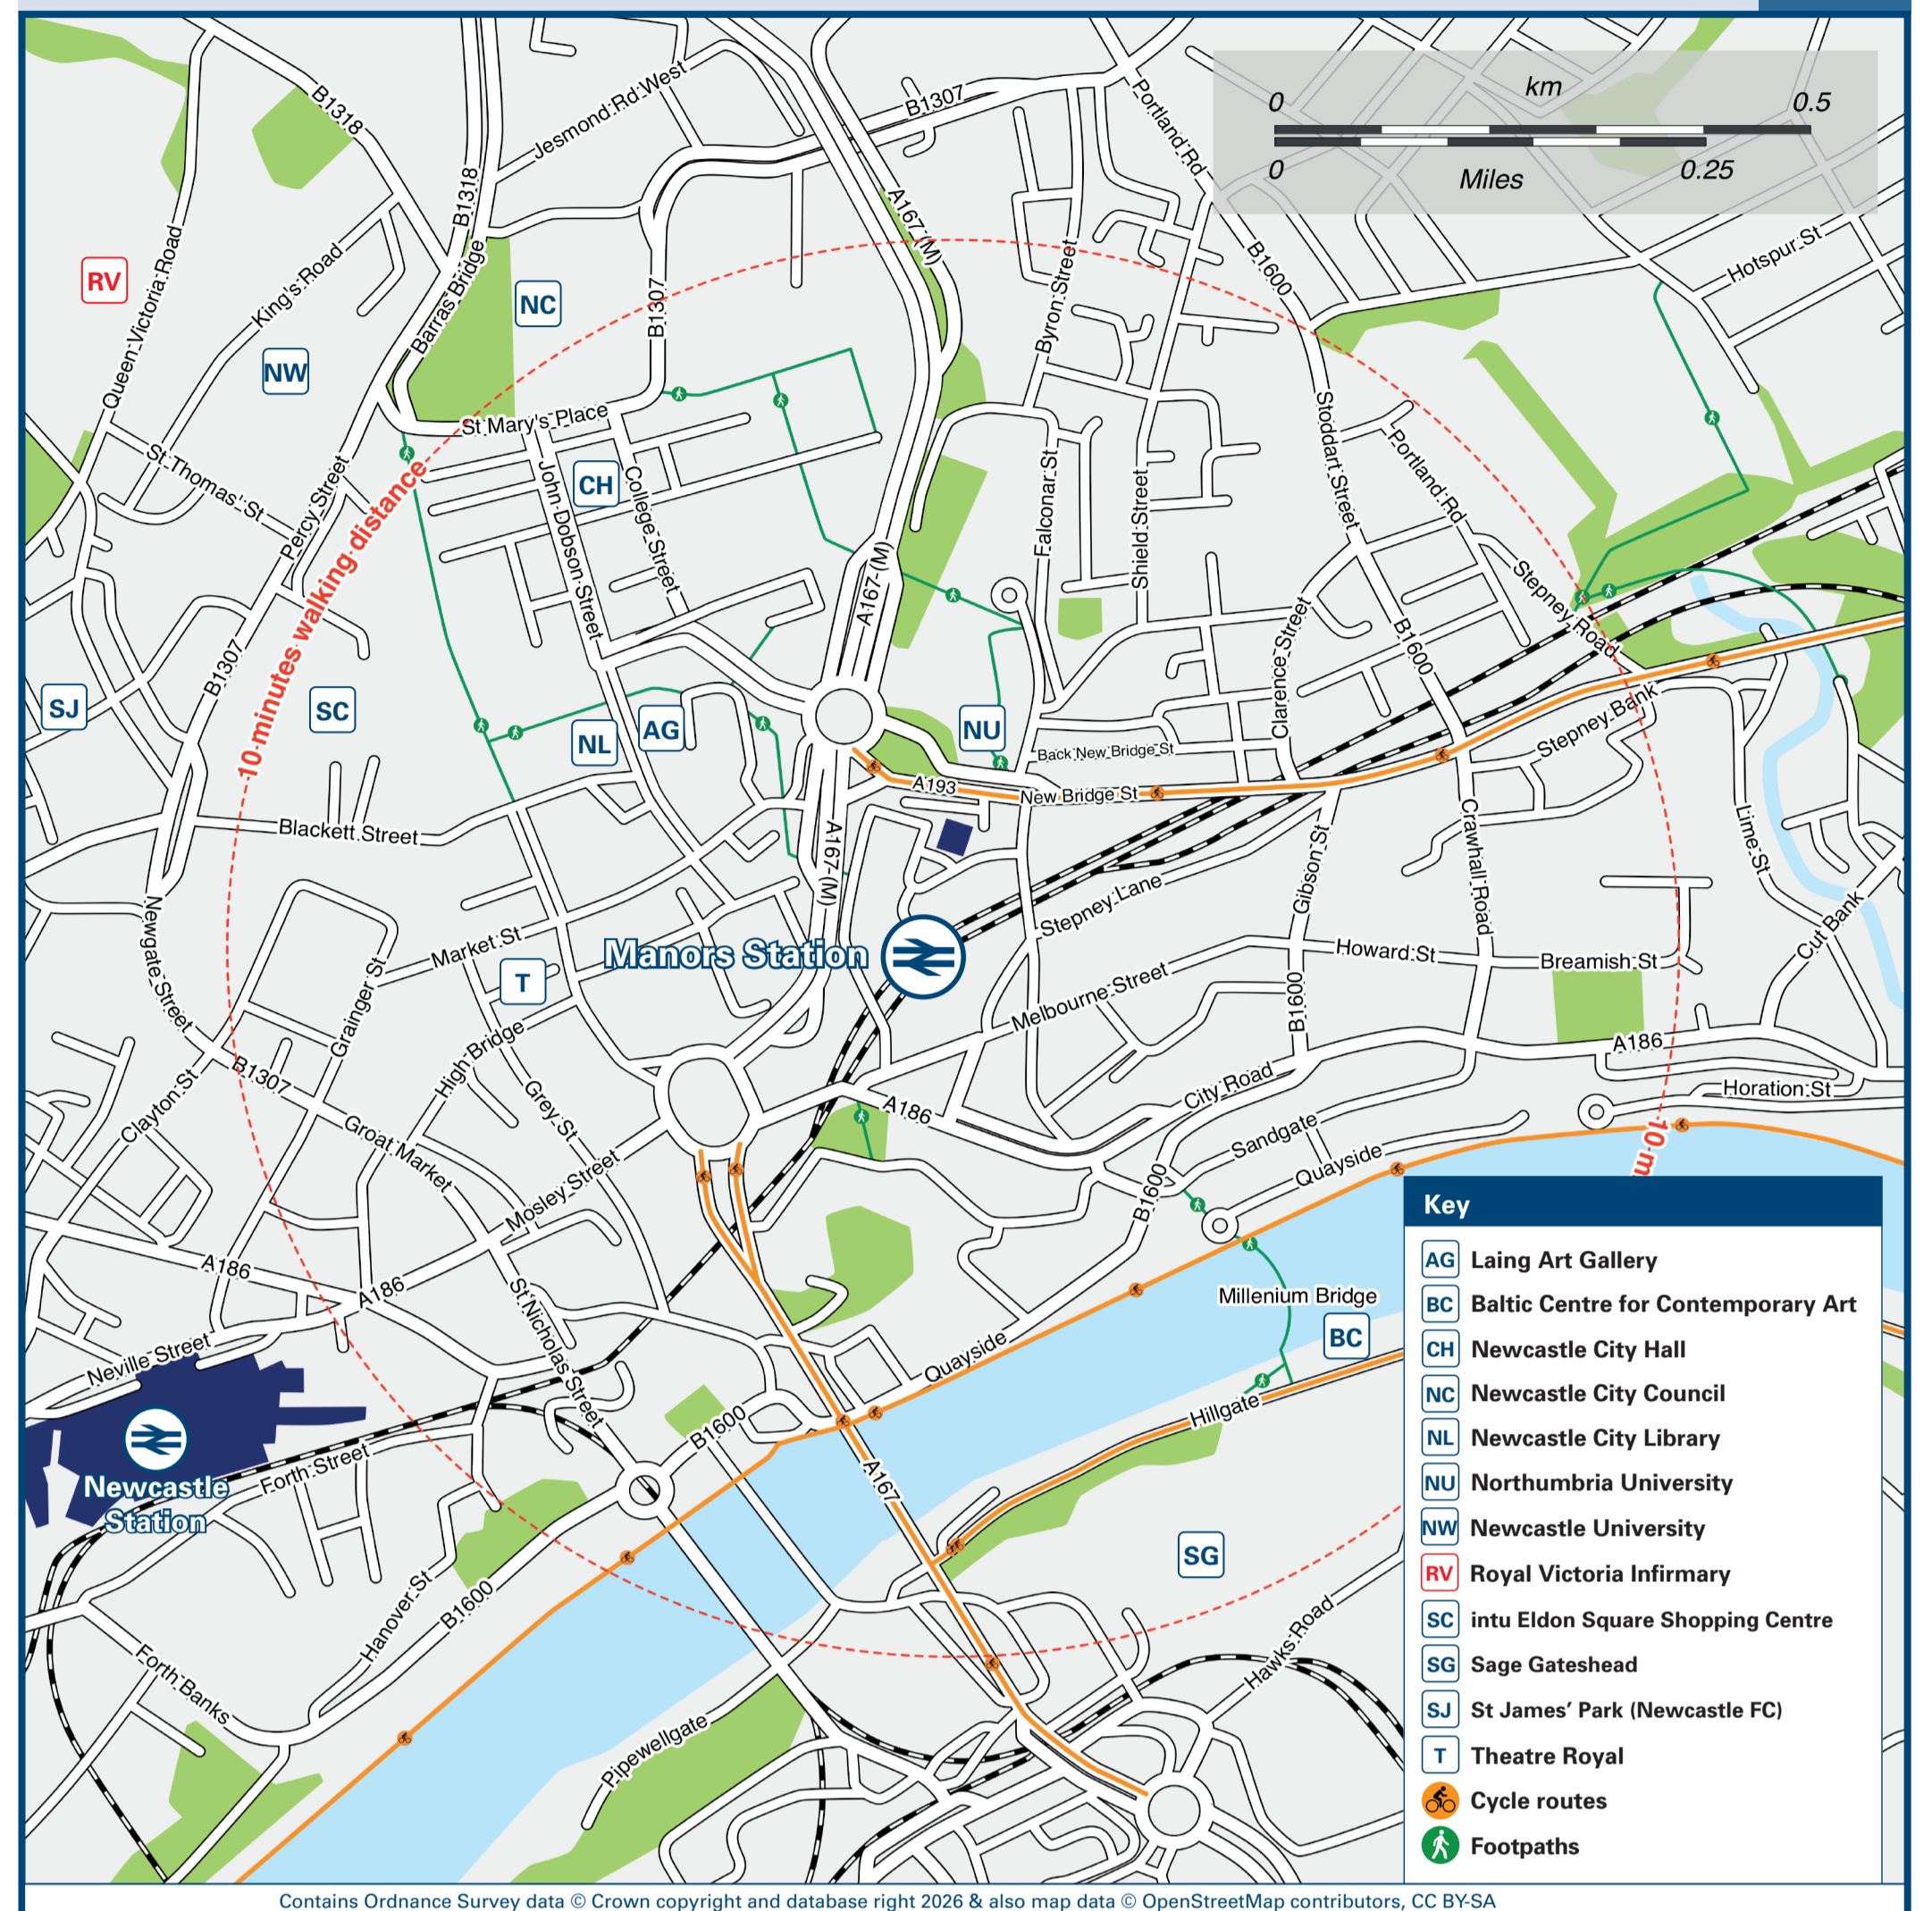 km
0
0.5
0
Miles
0.25
B1318
Jesmond Rd West
B1307
Portland Rd
B1318
A167 (M)
Hotspur St
Queen Victoria Road
King's Road
Barras Bridge
RV
NC
B1307
Byron Street
B1600
NW
St Mary's Place
St Thomas' St
Percy Street
John Dobson Street
CH
College Street
Falconar St
Shield Street
Stoddart Street
Portland Rd
10 minutes walking distance
A167 (M)
Stepney Road
B1307
Clarence Street
B1600
SJ
SC
NL
AG
NU
Back New Bridge St
Stepney Bank
A193
New Bridge St
Blackett Street
A167 (M)
Gibson St
Crawhall Road
Lime St
Newgate Street
Market St
Grainger St
T
Manors Station
Stepney Lane
Howard St
Breamish St
Cut Bank
Melbourne Street
B1600
High Bridge
B1307
Clayton St
Groat Market
Grey St
A186
City Road
A186
Horation St
Mosley Street
Sandgate
Quayside
B1600
10 m
A186
A186
St Nicholas Street
Millenium Bridge
BC
Neville Street
Quayside
Hillgate
Newcastle
Station
Forth Street
B1600
A167
SG
Hanover St
B1600
Forth Banks
Hawks Road
Pipewellgate
Key
AG Laing Art Gallery
BC Baltic Centre for Contemporary Art
CH Newcastle City Hall
NC Newcastle City Council
NL Newcastle City Library
NU Northumbria University
NW Newcastle University
RV Royal Victoria Infirmary
SC intu Eldon Square Shopping Centre
SG Sage Gateshead
SJ St James' Park (Newcastle FC)
T Theatre Royal
Cycle routes
Footpaths
Contains Ordnance Survey data © Crown copyright and database right 2026 & also map data © OpenStreetMap contributors, CC BY-SA